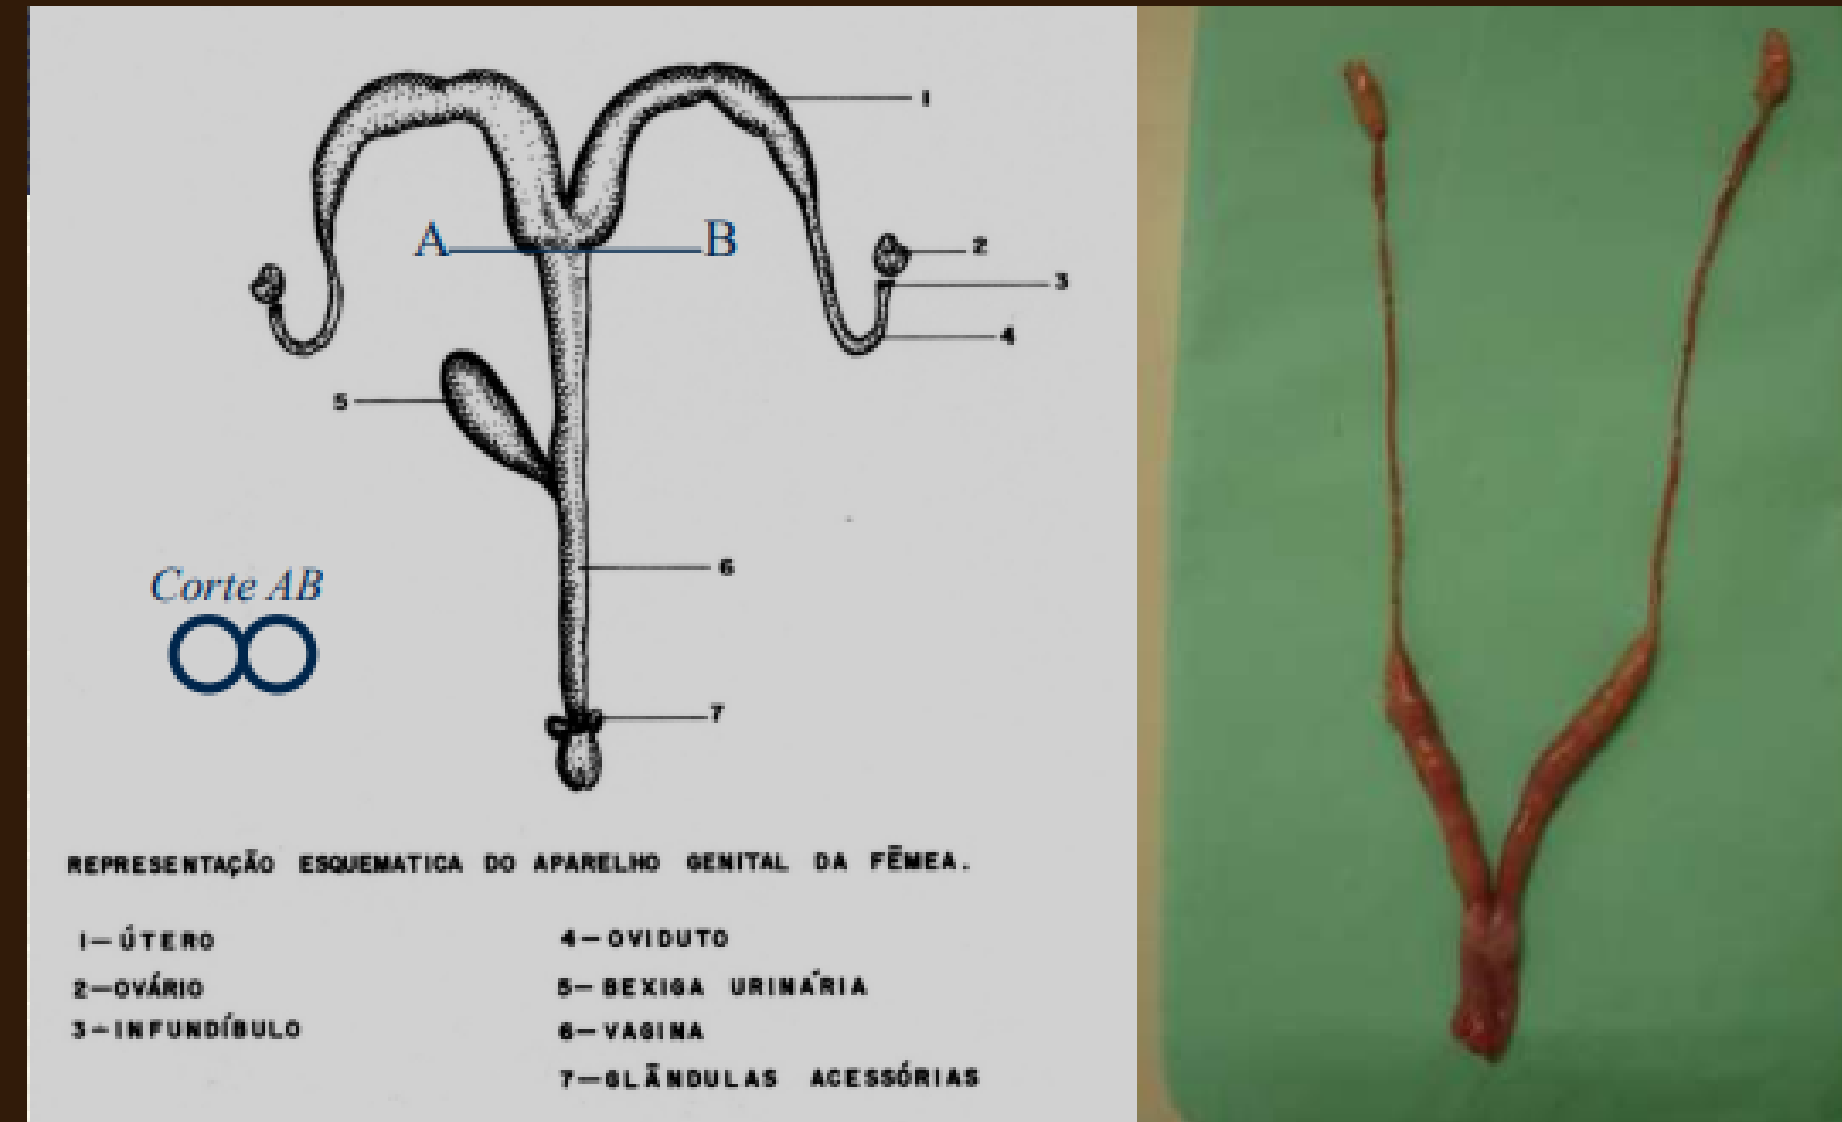 1
A B
2
3
4
5
6
Corte AB
7
REPRESENTAÇÃO ESQUEMATICA DO APARELHO GENITAL DA FÊMEA.
1—ÚTERO
2—OVÁRIO
3—INFUNDÍBULO
4—OVIDUTO
5—BEXIGA URINÁRIA
6—VAGINA
7—GLÂNDULAS ACESSÓRIAS